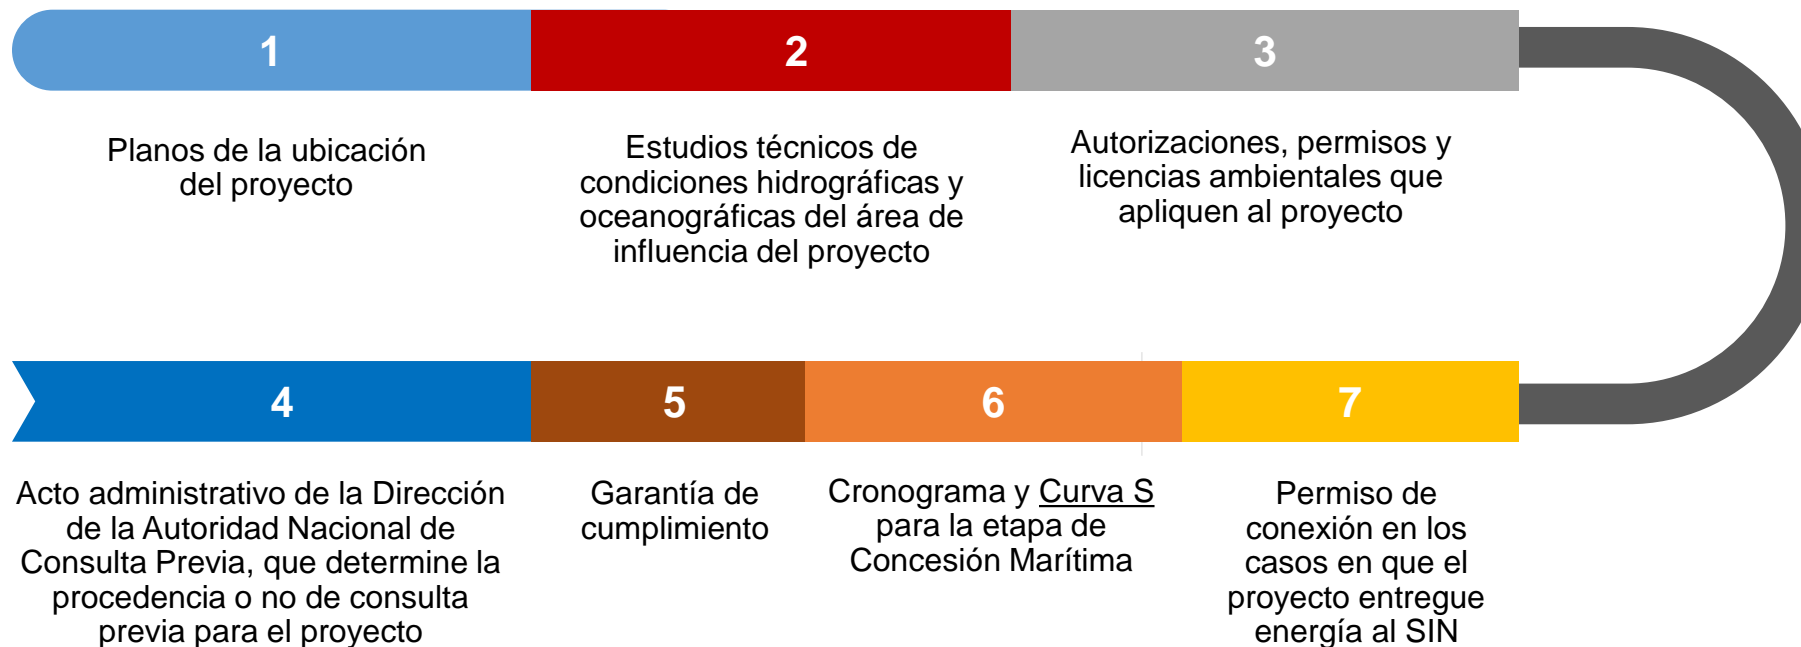 1
Planos de la ubicación
del proyecto
2
Estudios técnicos de
condiciones hidrográficas y
oceanográficas del área de
influencia del proyecto
3
Autorizaciones, permisos y
licencias ambientales que
apliquen al proyecto
4
Acto administrativo de la Dirección
de la Autoridad Nacional de
Consulta Previa, que determine la
procedencia o no de consulta
previa para el proyecto
5
Garantía de
cumplimiento
6
Cronograma y Curva S
para la etapa de
Concesión Marítima
7
Permiso de
conexión en los
casos en que el
proyecto entregue
energía al SIN